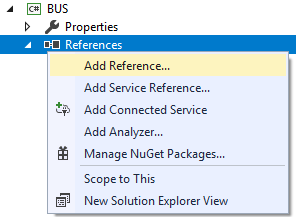 C# BUS
Properties
References
Add Reference...
Add Service Reference...
Add Connected Service
Add Analyzer...
Manage NuGet Packages...
Scope to This
New Solution Explorer View